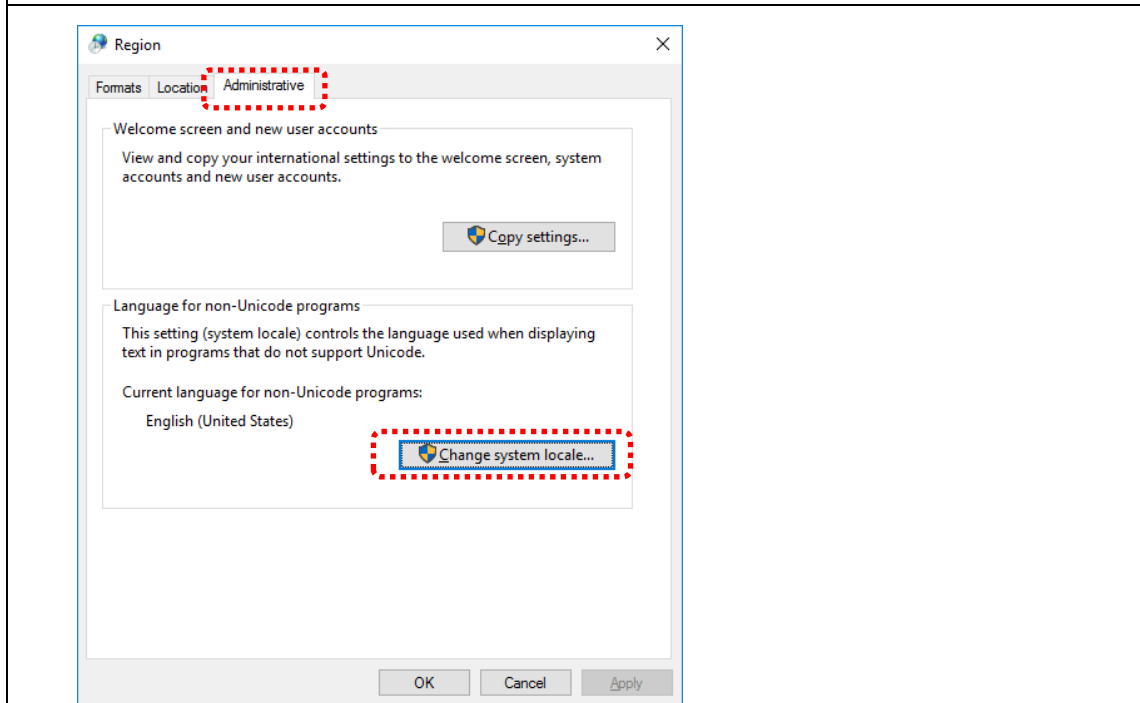 Region
Formats Location Administrative
Welcome screen and new user accounts
View and copy your international settings to the welcome screen, system
accounts and new user accounts.
Copy settings...
Language for non-Unicode programs
This setting (system locale) controls the language used when displaying
text in programs that do not support Unicode.
Current language for non-Unicode programs:
English (United States)
Change system locale...
OK Cancel Apply